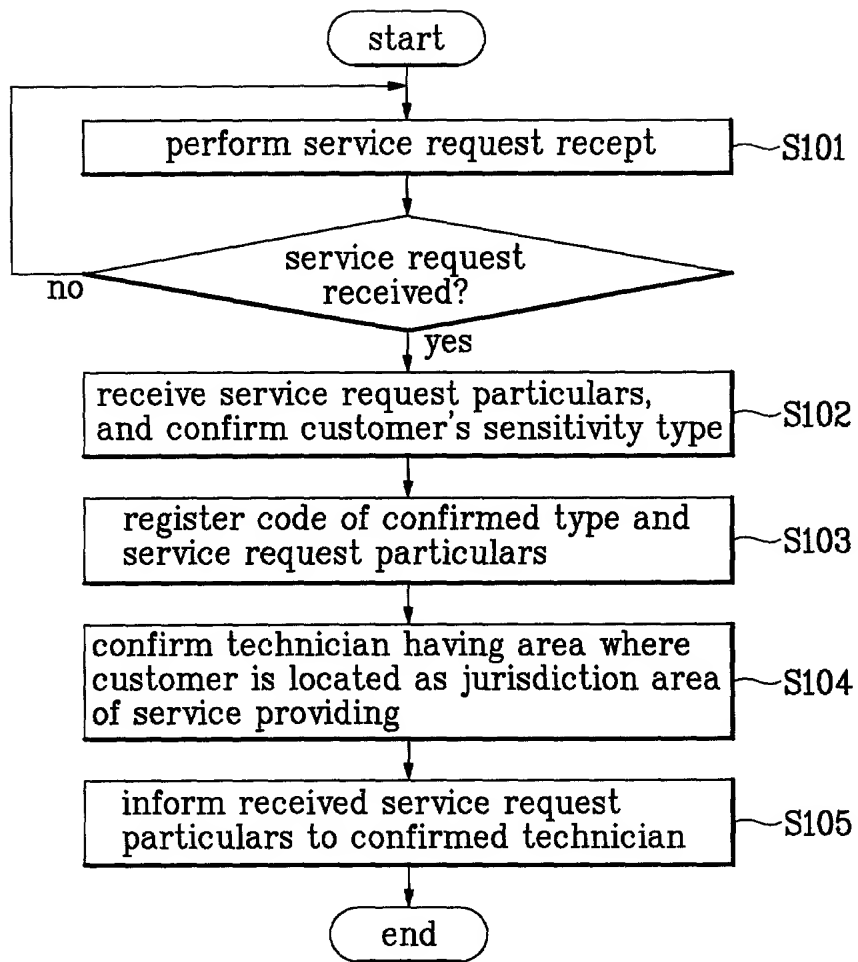 start
perform service request recept
S101
service request
received?
no
yes
receive service request particulars,
and confirm customer's sensitivity type
S102
register code of confirmed type and
service request particulars
S103
confirm technician having area where
customer is located as jurisdiction area
of service providing
S104
inform received service request
particulars to confirmed technician
S105
end